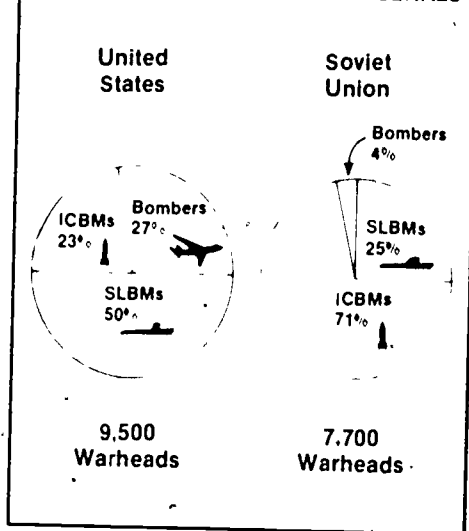 United
States
ICBMs
23%
Bombers
27%
SLBMs
50%
9,500
Warheads
Soviet
Union
Bombers
4%
SLBMs
25%
ICBMs
71%
7,700
Warheads